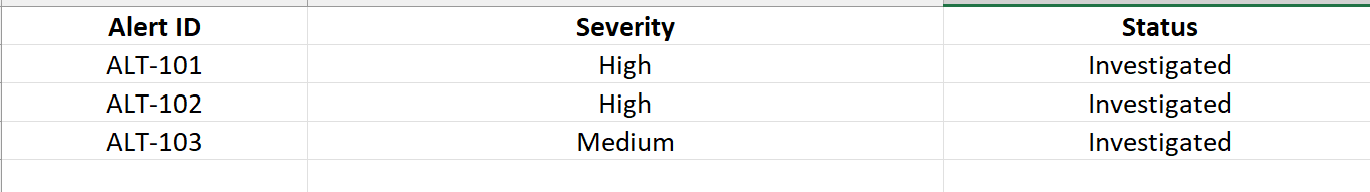 Alert ID Severity Status
ALT-101 High Investigated
ALT-102 High Investigated
ALT-103 Medium Investigated